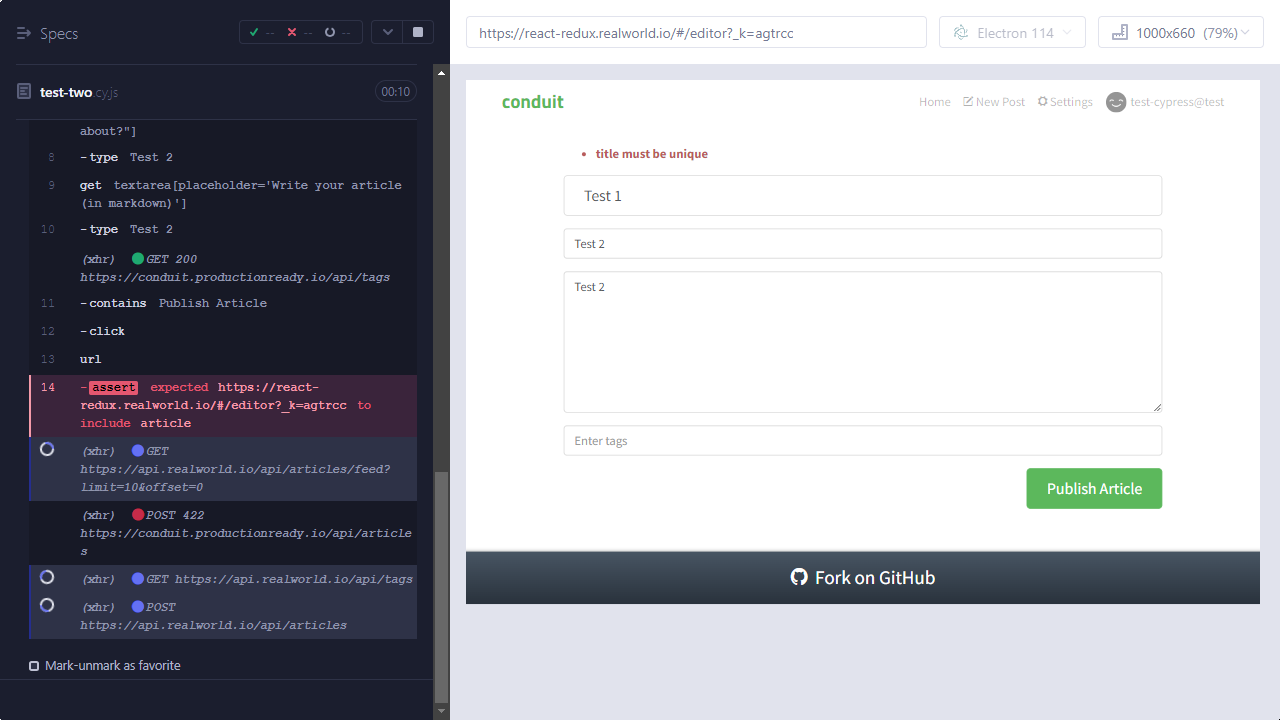 Specs
-- -- --
test-two.cy.js
00:10
about?"]
8 -type Test 2
9 get textarea[placeholder='Write your article
(in markdown)']
10 -type Test 2
(xhr) GET 200
https://conduit.productionready.io/api/tags
11 -contains Publish Article
12 -click
13 url
14 -assert expected https://react-
redux.realworld.io/#/editor?_k=agtrcc to
include article
(xhr) GET
https://api.realworld.io/api/articles/feed?
limit=10&offset=0
(xhr) POST 422
https://conduit.productionready.io/api/article
s
(xhr) GET https://api.realworld.io/api/tags
(xhr) POST
https://api.realworld.io/api/articles
Mark-unmark as favorite
https://react-redux.realworld.io/#/editor?_k=agtrcc
Electron 114
1000x660 (79%)
conduit
Home New Post Settings test-cypress@test
• title must be unique
Test 1
Test 2
Test 2
Enter tags
Publish Article
Fork on GitHub